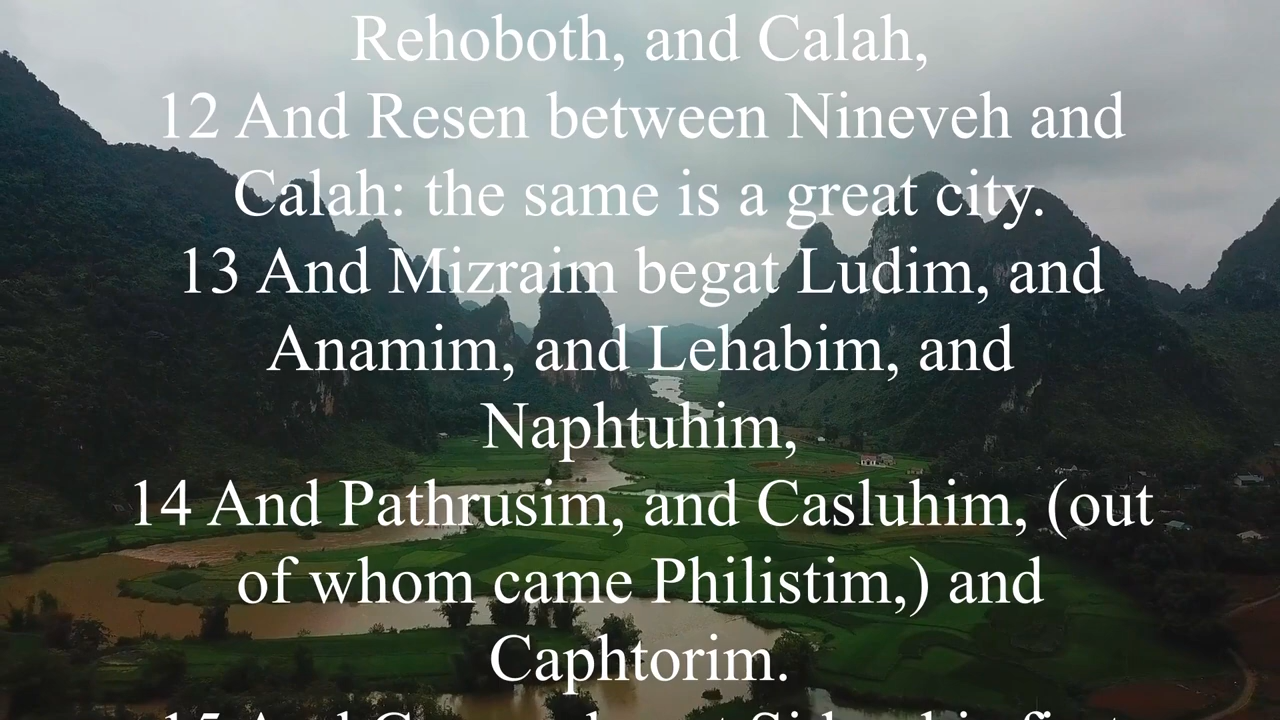 Rehoboth, and Calah,
12 And Resen between Nineveh and
Calah: the same is a great city.
13 And Mizraim begat Ludim, and
Anamim, and Lehabim, and
Naphtuhim,
14 And Pathrusim, and Casluhim, (out
of whom came Philistim,) and
Caphtorim.